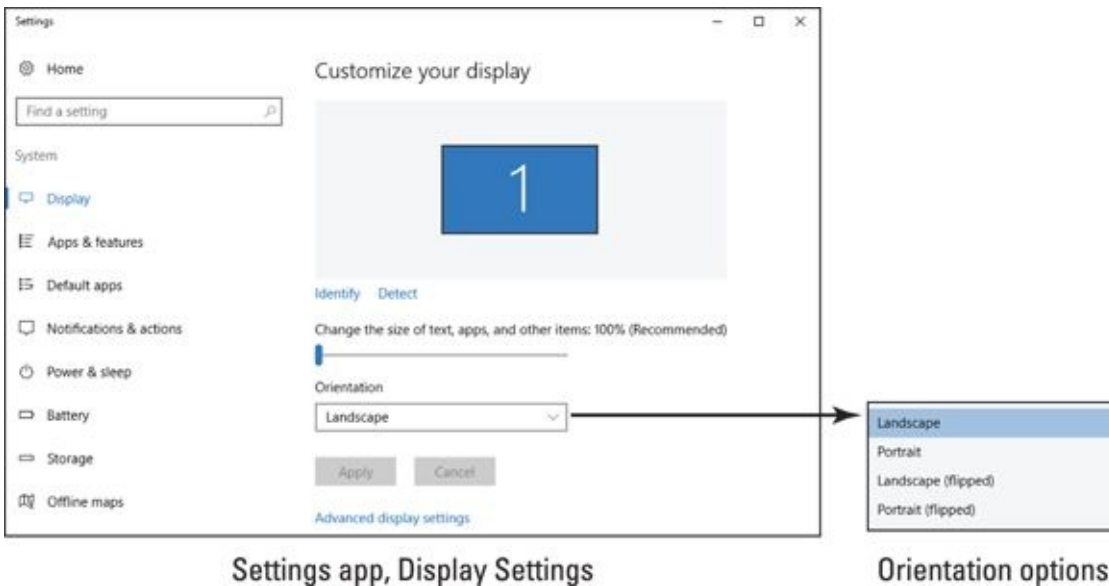 Settings
Home
Find a setting
System
Display
Apps & features
Default apps
Notifications & actions
Power & sleep
Battery
Storage
Offline maps
Customize your display
1
Identify Detect
Change the size of text, apps, and other items: 100% (Recommended)
Orientation
Landscape
Apply Cancel
Advanced display settings
Landscape
Portrait
Landscape (flipped)
Portrait (flipped)
Settings app, Display Settings
Orientation options